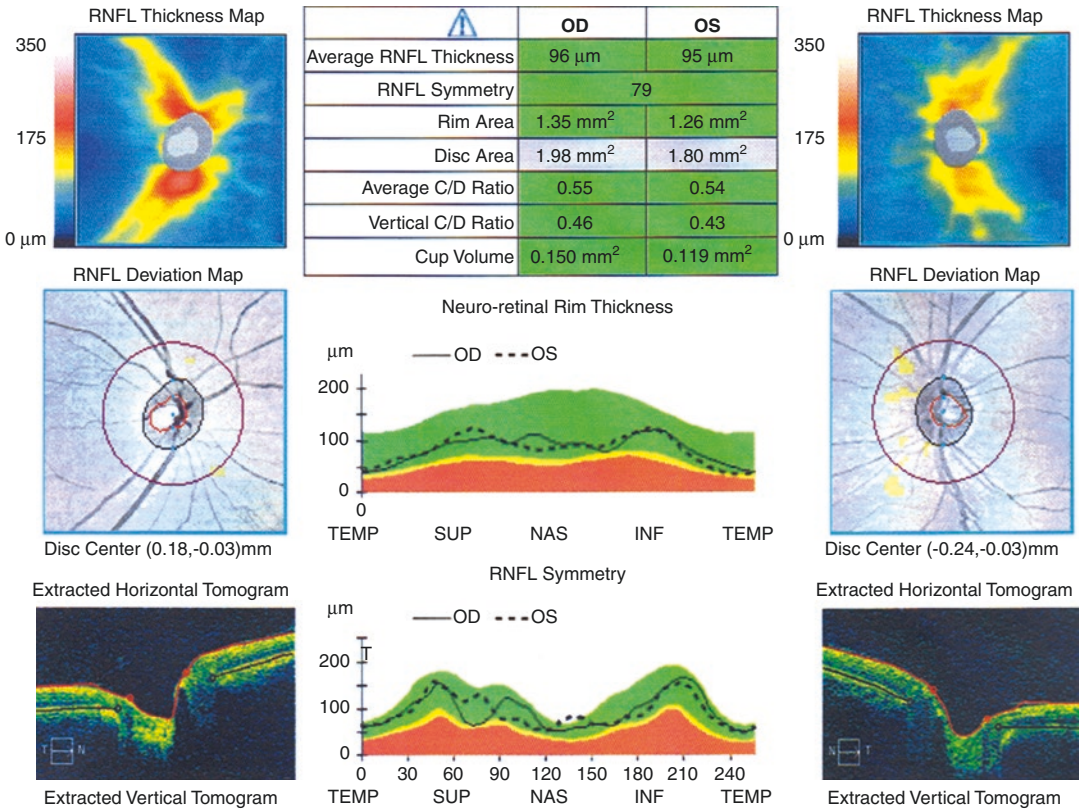 RNFL Thickness Map
350
175
0 μm
OD OS
Average RNFL Thickness 96 μm 95 μm
RNFL Symmetry 79
Rim Area 1.35 mm² 1.26 mm²
Disc Area 1.98 mm² 1.80 mm²
Average C/D Ratio 0.55 0.54
Vertical C/D Ratio 0.46 0.43
Cup Volume 0.150 mm² 0.119 mm²
RNFL Thickness Map
350
175
0 μm
RNFL Deviation Map
Disc Center (0.18,-0.03)mm
Neuro-retinal Rim Thickness
μm
OD OS
200
100
0
0
TEMP SUP NAS INF TEMP
RNFL Deviation Map
Disc Center (-0.24,-0.03)mm
Extracted Horizontal Tomogram
T N
Extracted Vertical Tomogram
RNFL Symmetry
μm
OD OS
T
200
100
0
0 30 60 90 120 150 180 210 240
TEMP SUP NAS INF TEMP
Extracted Horizontal Tomogram
N T
Extracted Vertical Tomogram